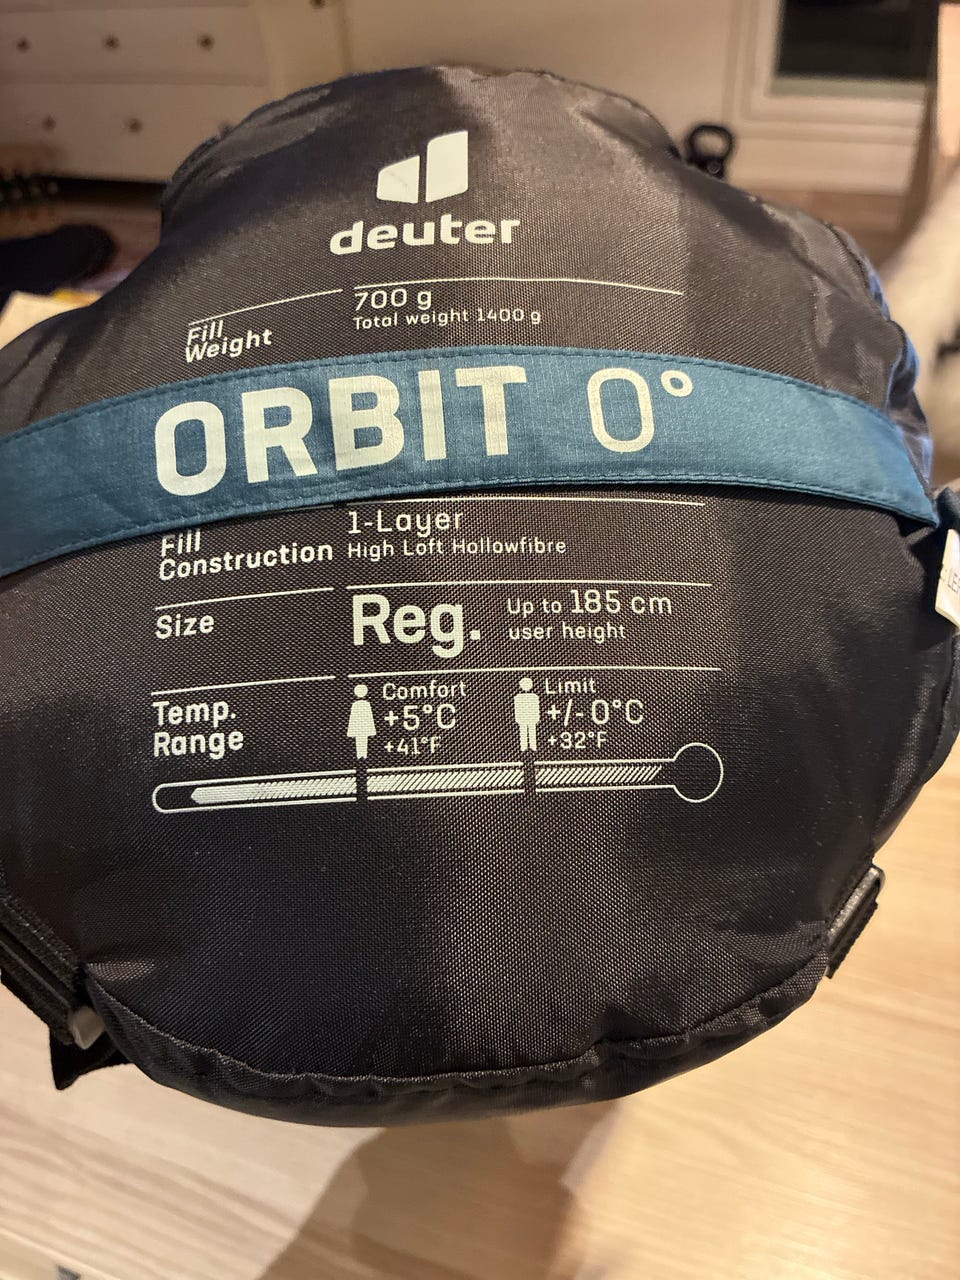 deuter
Fill
Weight
700 g
Total weight 1400 g
ORBIT 0°
Fill
Construction
1-Layer
High Loft Hollowfibre
Size
Reg.
Up to 185 cm
user height
Temp.
Range
Comfort
+5°C
+41°F
Limit
+/-0°C
+32°F